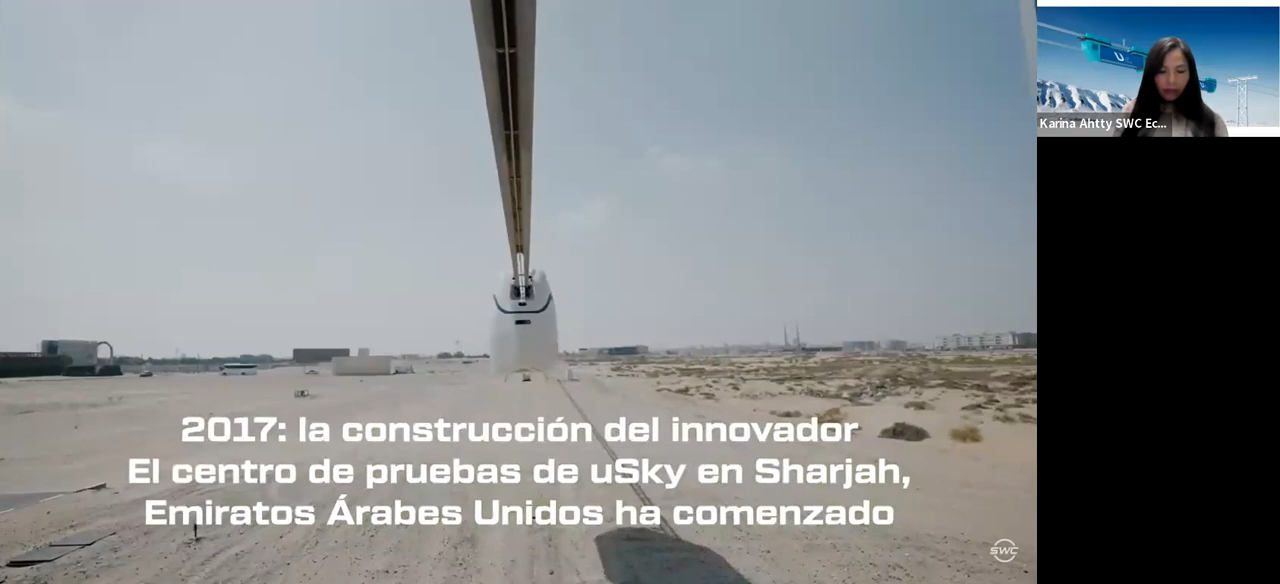 2017: la construcción del innovador
El centro de pruebas de uSky en Sharjah,
Emiratos Árabes Unidos ha comenzado
SWC
U
Karina Ahtty SWC Ec...